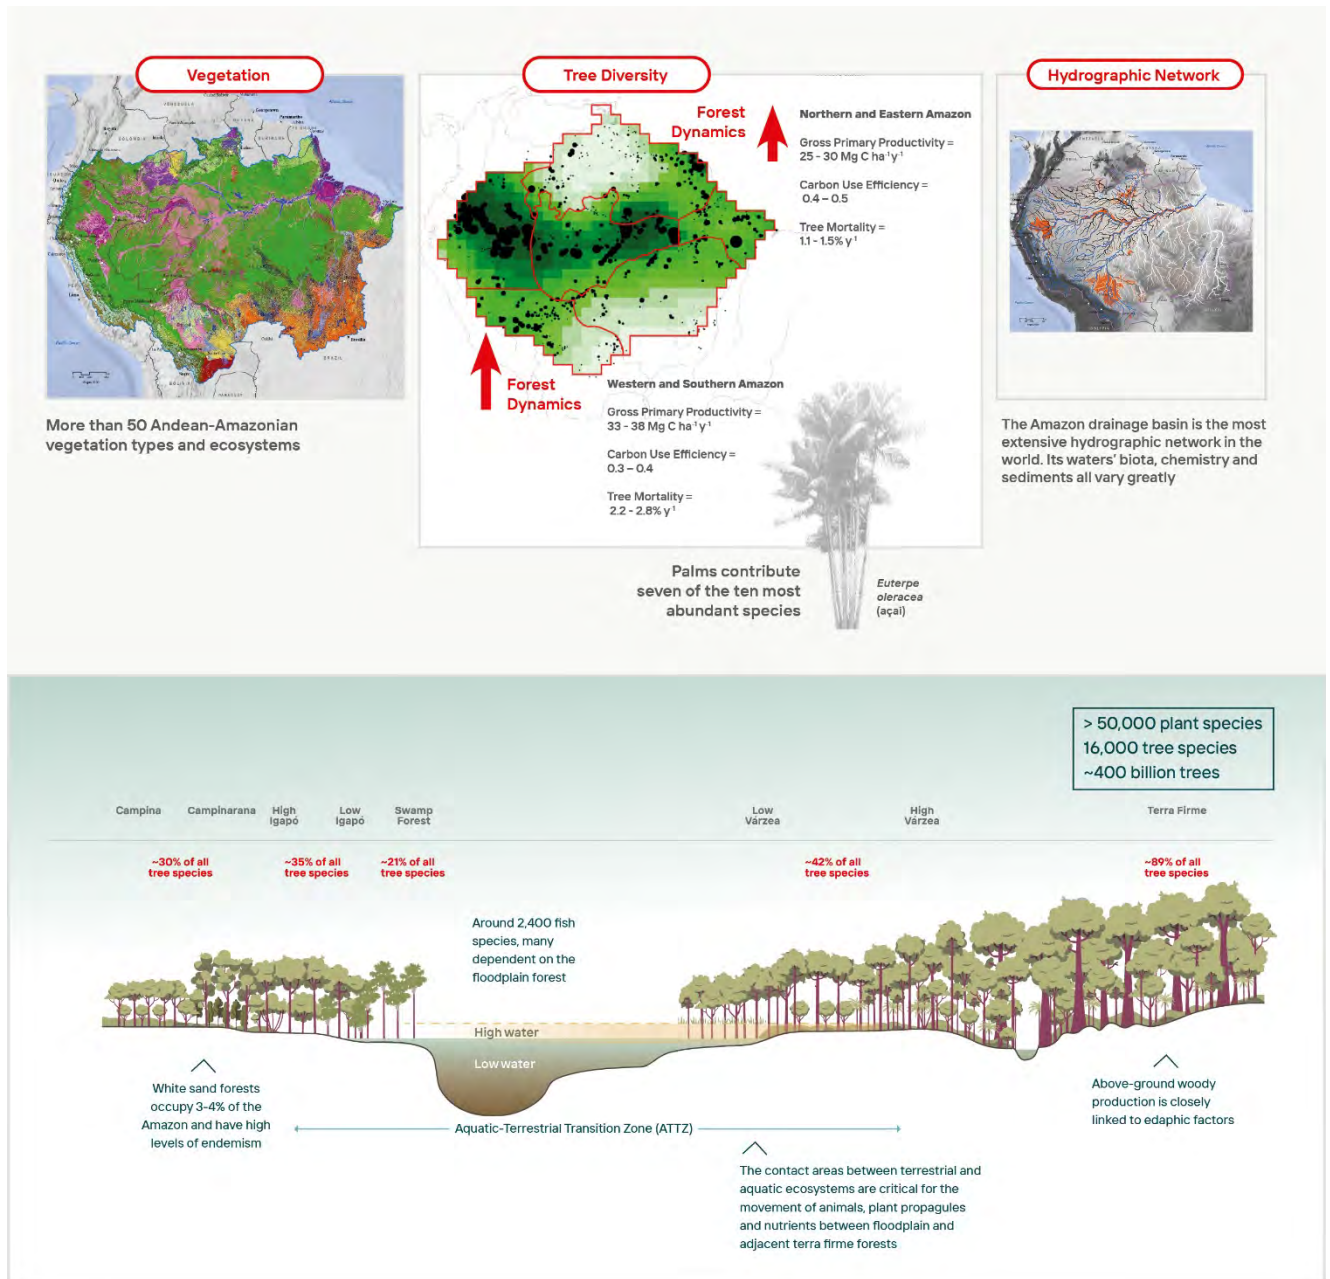 Vegetation
Tree Diversity
Hydrographic Network
More than 50 Andean-Amazonian
vegetation types and ecosystems
Forest
Dynamics
Northern and Eastern Amazon
Gross Primary Productivity =
25 - 30 Mg C ha⁻¹y⁻¹
Carbon Use Efficiency =
0.4 – 0.5
Tree Mortality =
1.1 - 1.5% y⁻¹
Forest
Dynamics
Western and Southern Amazon
Gross Primary Productivity =
33 - 38 Mg C ha⁻¹y⁻¹
Carbon Use Efficiency =
0.3 – 0.4
Tree Mortality =
2.2 - 2.8% y⁻¹
The Amazon drainage basin is the most
extensive hydrographic network in the
world. Its waters’ biota, chemistry and
sediments all vary greatly
Palms contribute
seven of the ten most
abundant species
Euterpe
oleracea
(açai)
> 50,000 plant species
16,000 tree species
~400 billion trees
Campina
Campinarana
High
Igapó
Low
Igapó
Swamp
Forest
Low
Várzea
High
Várzea
Terra Firme
~30% of all
tree species
~35% of all
tree species
~21% of all
tree species
~42% of all
tree species
~89% of all
tree species
Around 2,400 fish
species, many
dependent on the
floodplain forest
High water
Low water
White sand forests
occupy 3-4% of the
Amazon and have high
levels of endemism
Aquatic-Terrestrial Transition Zone (ATTZ)
Above-ground woody
production is closely
linked to edaphic factors
The contact areas between terrestrial and
aquatic ecosystems are critical for the
movement of animals, plant propagules
and nutrients between floodplain and
adjacent terra firme forests